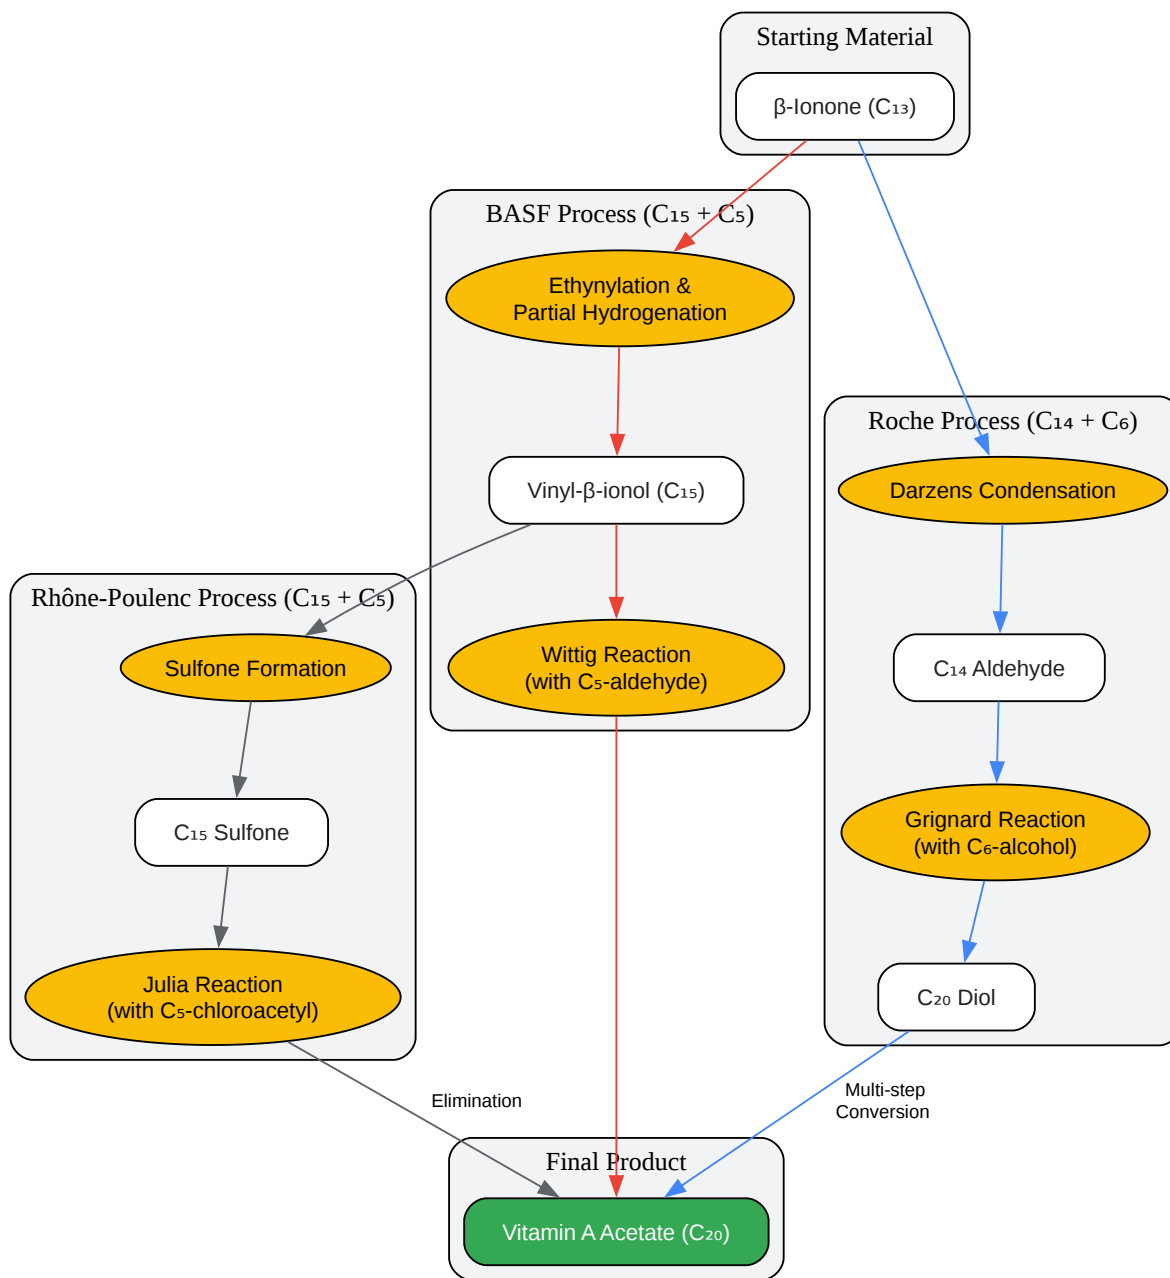 Starting Material
β-Ionone (C₁₃)
BASF Process (C₁₅ + C₅)
Ethynylation &
Partial Hydrogenation
Vinyl-β-ionol (C₁₅)
Wittig Reaction
(with C₅-aldehyde)
Roche Process (C₁₄ + C₆)
Darzens Condensation
C₁₄ Aldehyde
Grignard Reaction
(with C₆-alcohol)
C₂₀ Diol
Rhône-Poulenc Process (C₁₅ + C₅)
Sulfone Formation
C₁₅ Sulfone
Julia Reaction
(with C₅-chloroacetyl)
Elimination
Multi-step
Conversion
Final Product
Vitamin A Acetate (C₂₀)